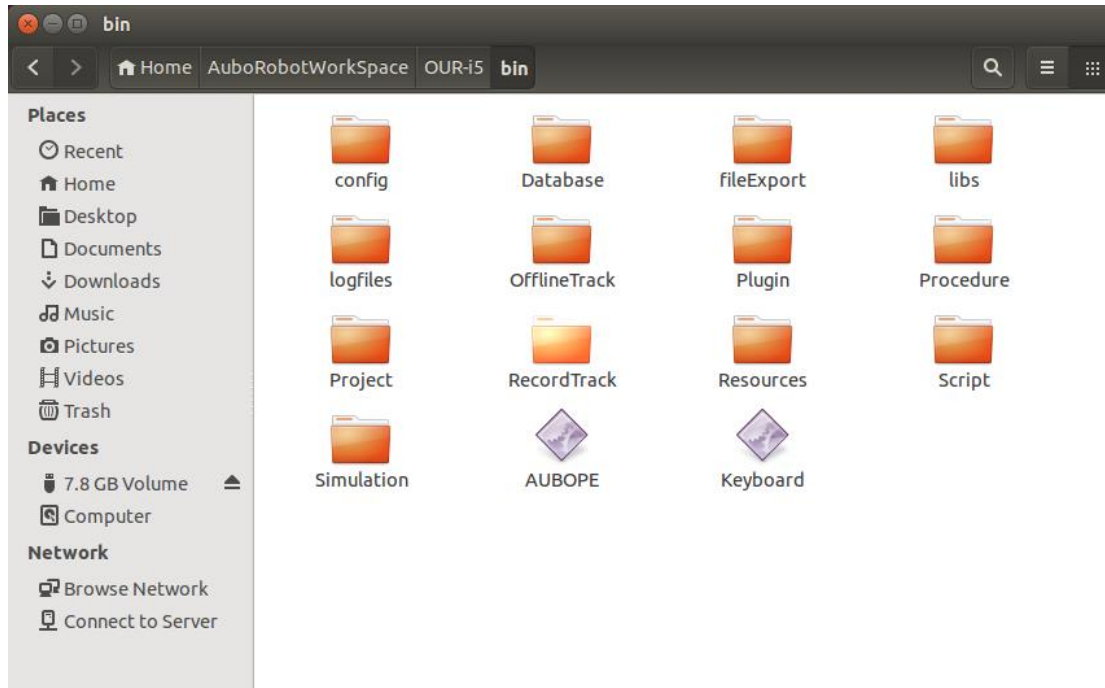 bin
Home AuboRobotWorkSpace OUR-i5 bin
Places
Recent
Home
Desktop
Documents
Downloads
Music
Pictures
Videos
Trash
Devices
7.8 GB Volume
Computer
Network
Browse Network
Connect to Server
config Database fileExport libs
logfiles OfflineTrack Plugin Procedure
Project RecordTrack Resources Script
Simulation AUBOPE Keyboard